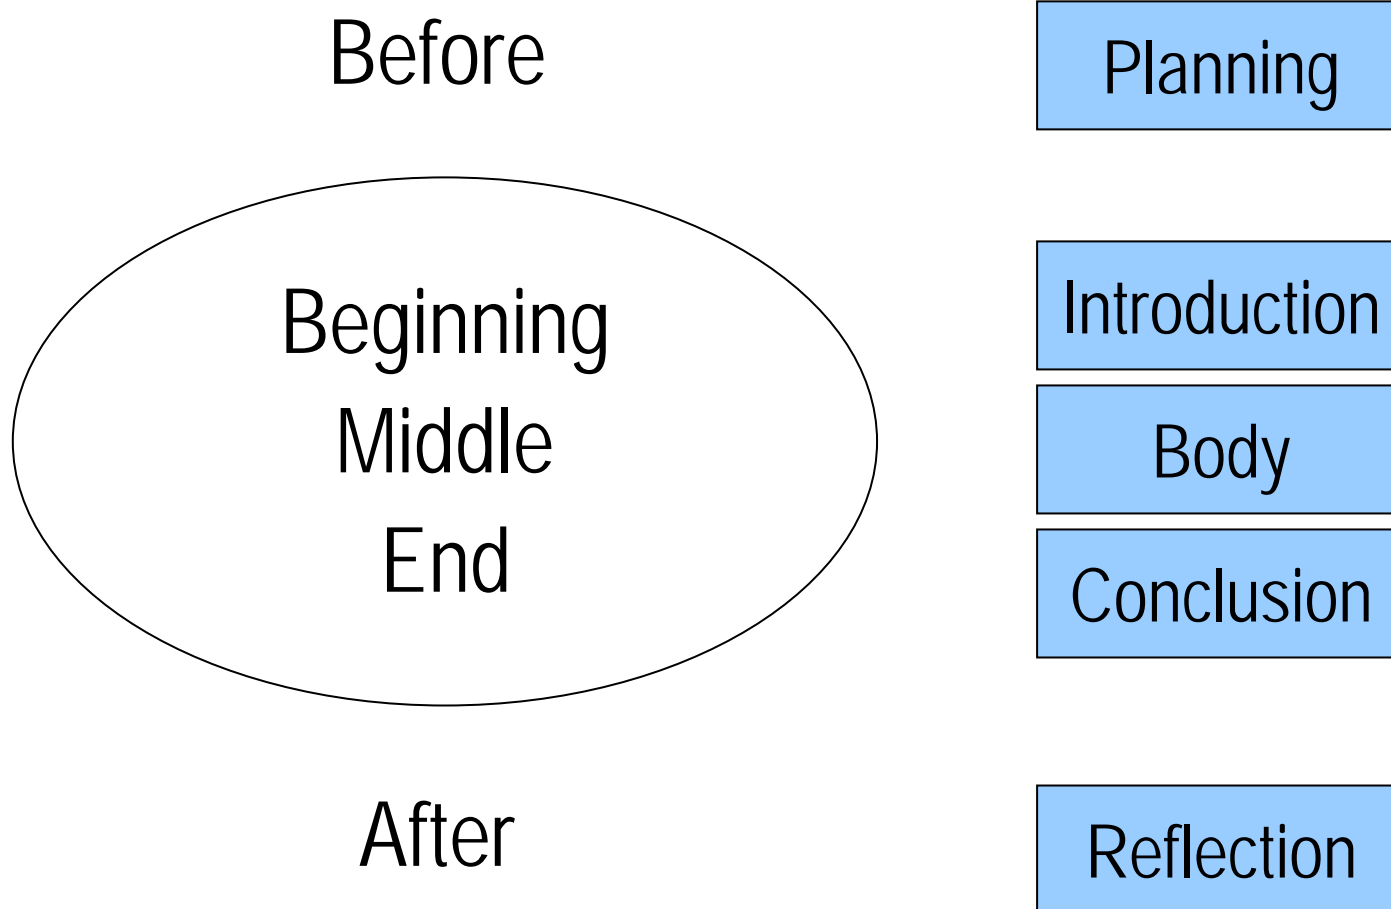 Before
Planning
Beginning
Introduction
Middle
Body
End
Conclusion
After
Reflection